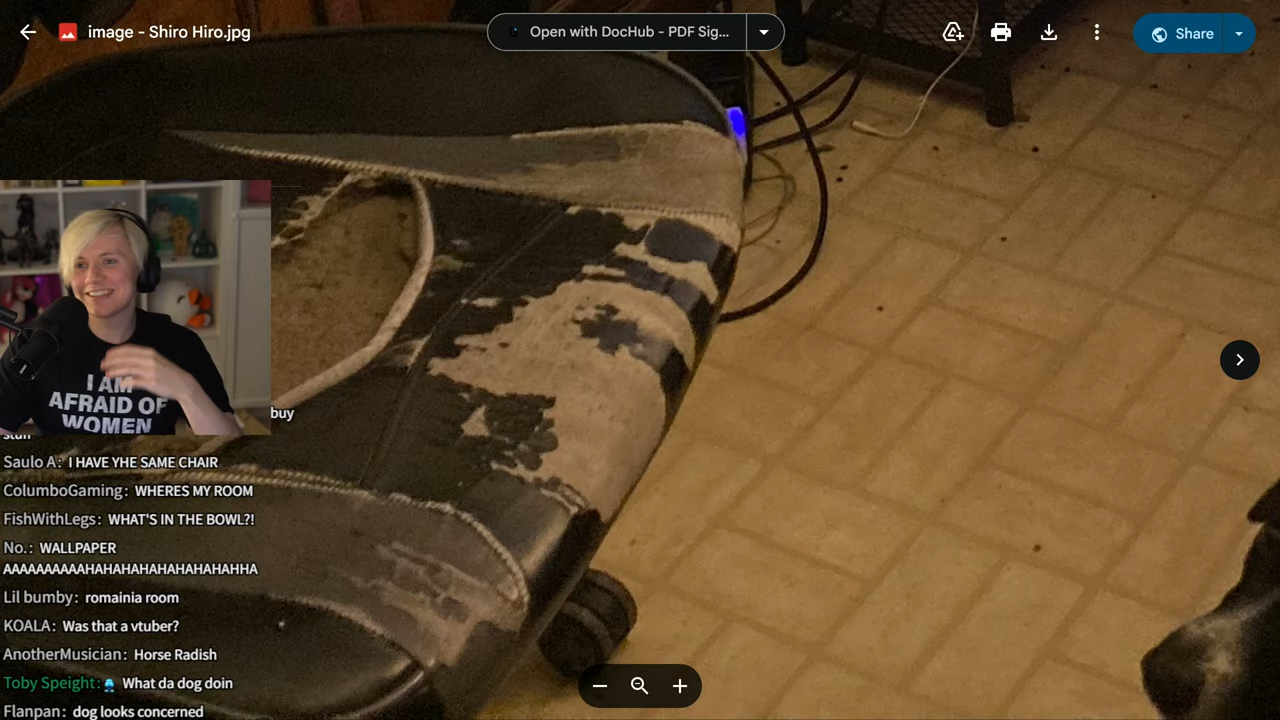 image - Shiro Hiro.jpg
Open with DocHub - PDF Sig...
Share
I AM
AFRAID OF
WOMEN
buy
stuff
Saulo A: I HAVE YHE SAME CHAIR
ColumboGaming: WHERES MY ROOM
FishWithLegs: WHAT'S IN THE BOWL?!
No.: WALLPAPER
AAAAAAAAAAHAHAHAHAHAHAHAHHA
Lil bumby: romainia room
KOALA: Was that a vtuber?
AnotherMusician: Horse Radish
Toby Speight: What da dog doin
Flanpan: dog looks concerned